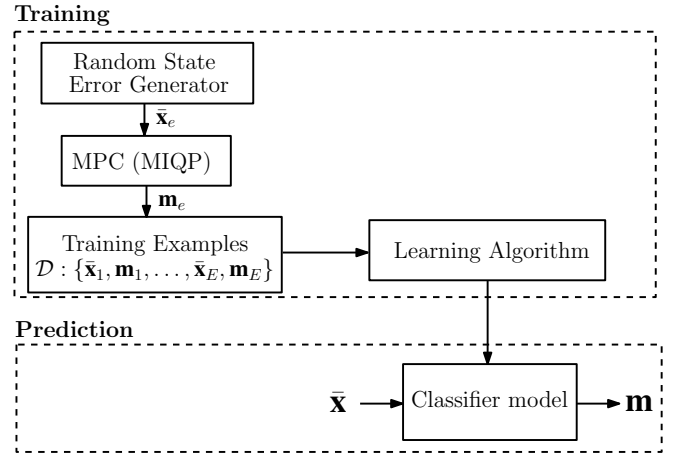 Training
Random State
Error Generator
x̄ₑ
MPC (MIQP)
mₑ
Training Examples
𝒟 : {x̄₁, m₁, . . . , x̄_E, m_E}
Learning Algorithm
Prediction
x̄
Classifier model
m